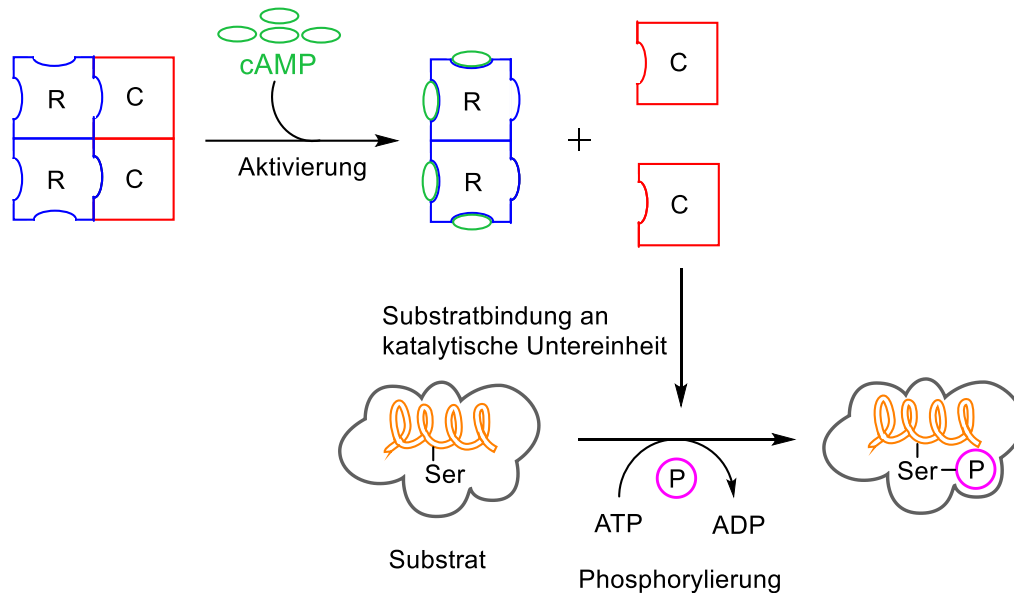 cAMP
R
C
R
C
Aktivierung
R
R
+
C
C
Substratbindung an
katalytische Untereinheit
Ser
Substrat
P
ATP
ADP
Phosphorylierung
Ser
P